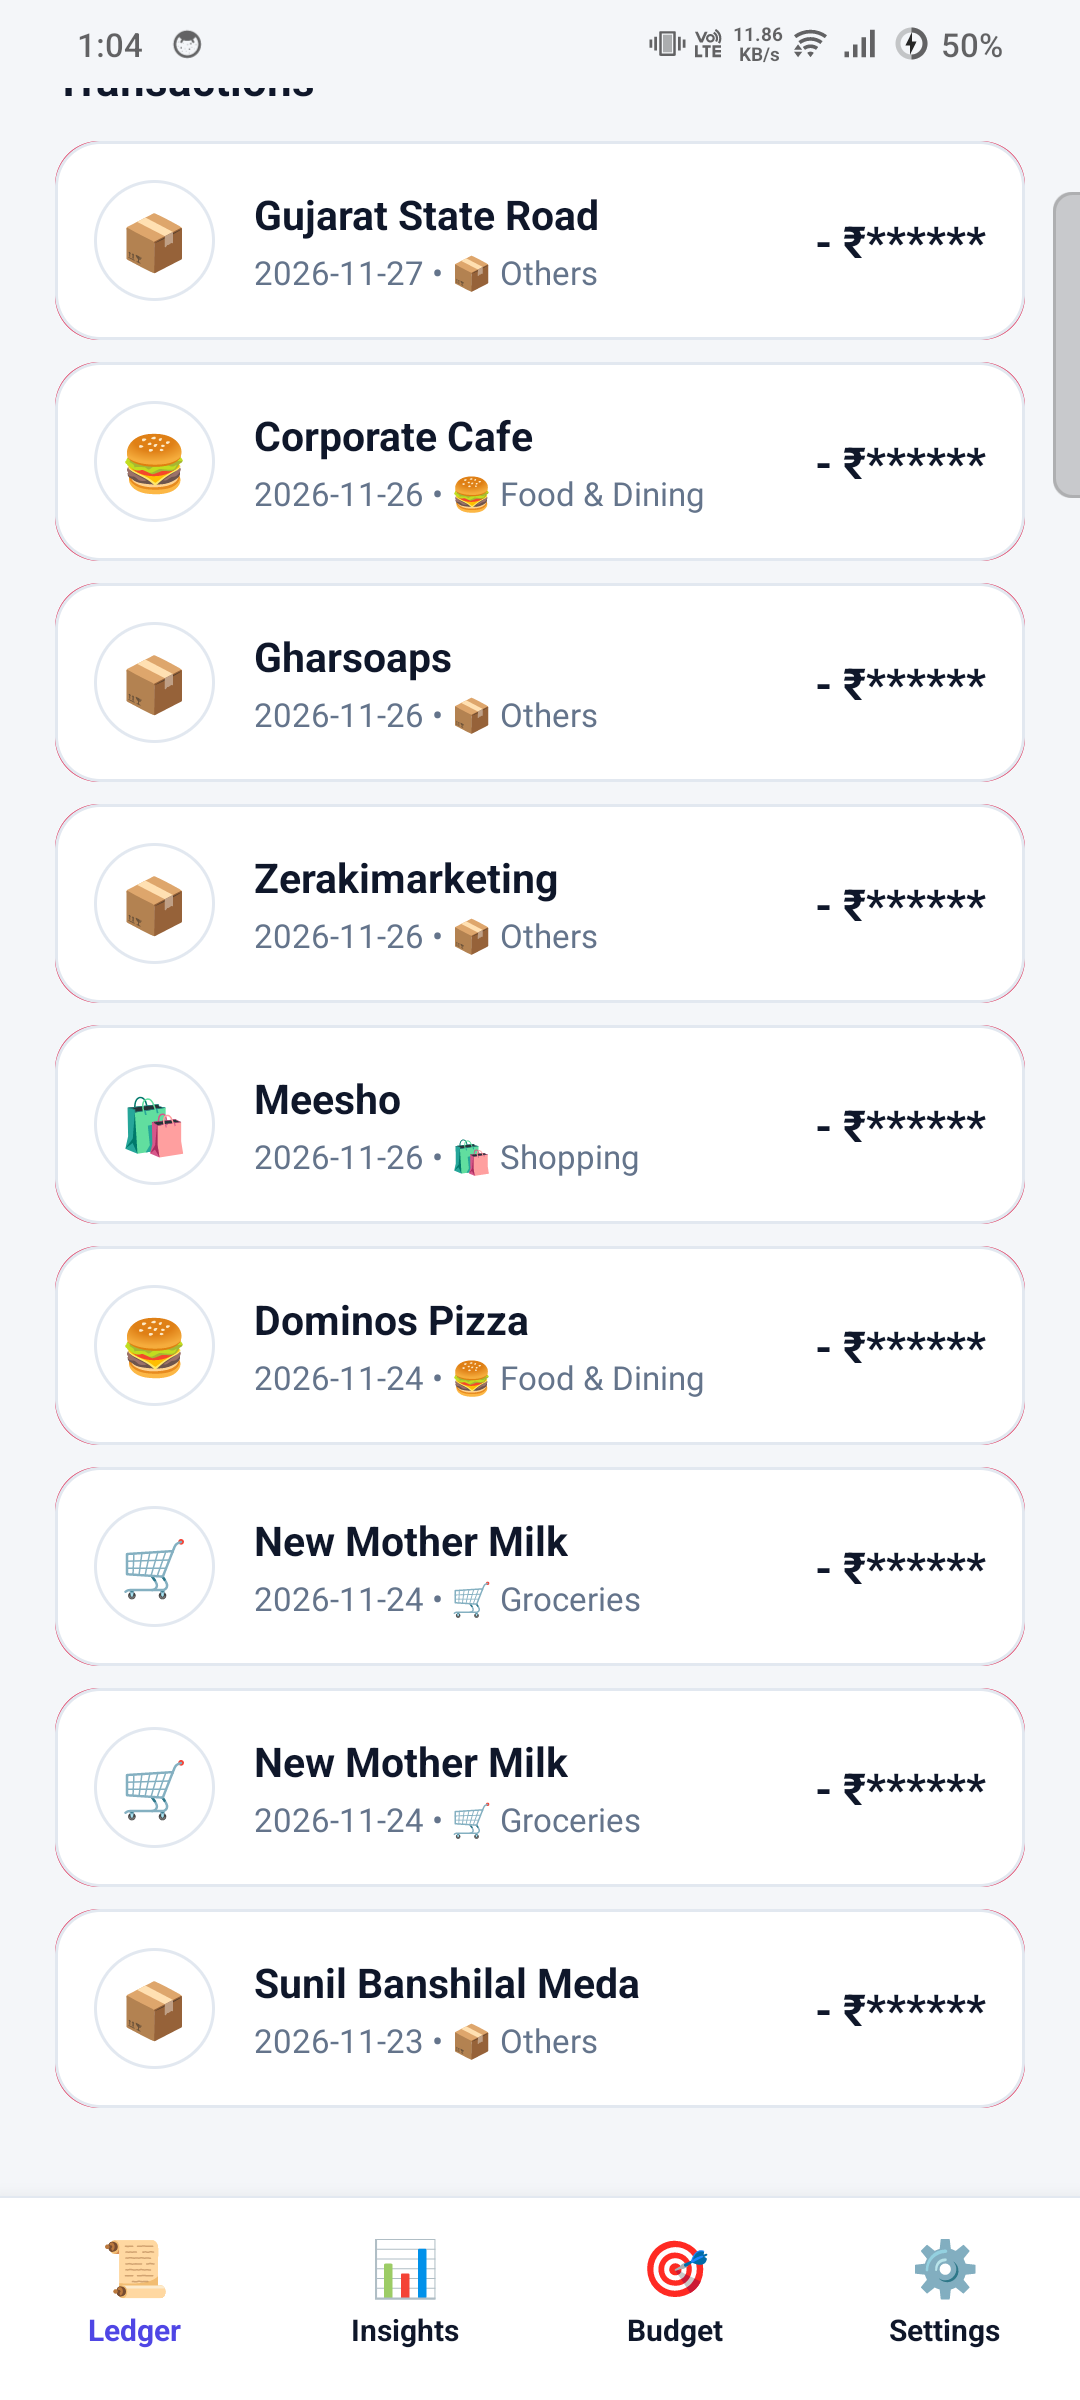 1:04 Vo) LTE 11.86 KB/s 50%
Transactions
Gujarat State Road
2026-11-27 • Others
- ₹******
Corporate Cafe
2026-11-26 • Food & Dining
- ₹******
Gharsoaps
2026-11-26 • Others
- ₹******
Zerakimarketing
2026-11-26 • Others
- ₹******
Meesho
2026-11-26 • Shopping
- ₹******
Dominos Pizza
2026-11-24 • Food & Dining
- ₹******
New Mother Milk
2026-11-24 • Groceries
- ₹******
New Mother Milk
2026-11-24 • Groceries
- ₹******
Sunil Banshilal Meda
2026-11-23 • Others
- ₹******
Ledger Insights Budget Settings